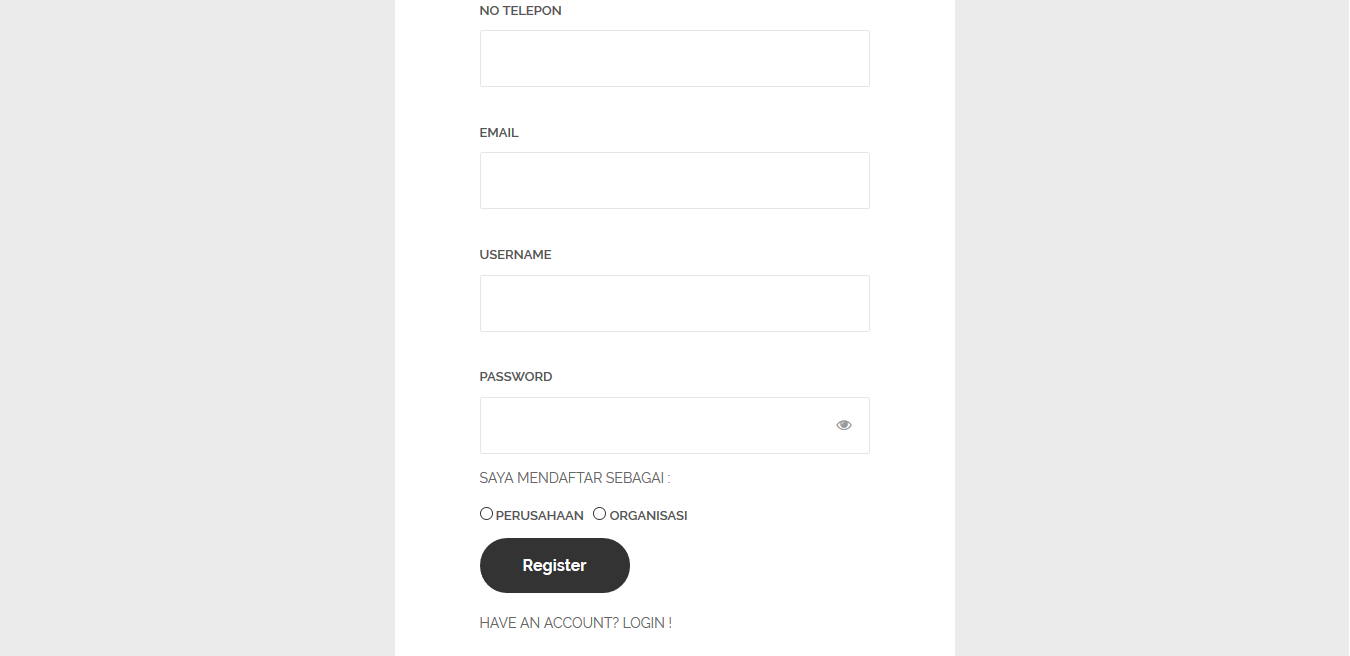 NO TELEPON
EMAIL
USERNAME
PASSWORD
SAYA MENDAFTAR SEBAGAI :
PERUSAHAAN ORGANISASI
Register
HAVE AN ACCOUNT? LOGIN !